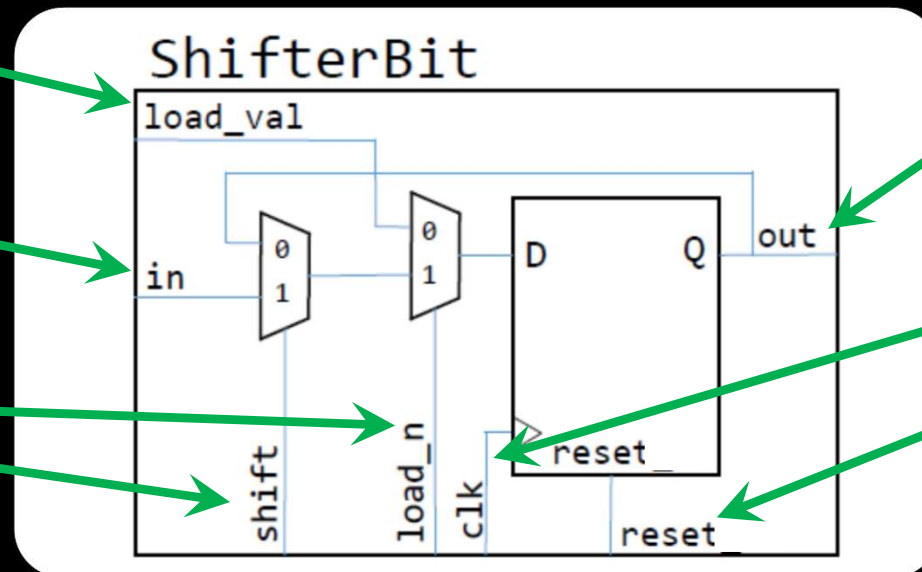 ShifterBit
load_val
0
0
out
D
Q
in
1
1
shift
load_n
clk
reset_
reset_